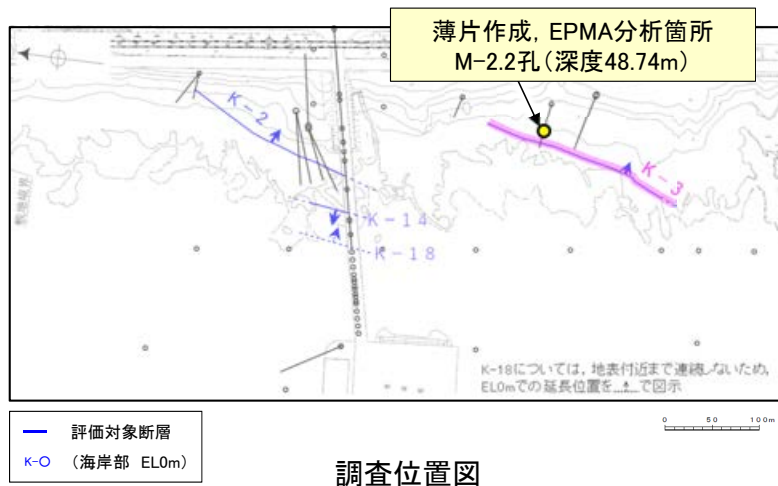 薄片作成, EPMA分析箇所
M-2.2孔(深度48.74m)
K-2
K-3
K-14
K-18
敷地境界
K-18については, 地表付近まで連続しないため,
EL0mでの延長位置を で図示
0 50 100m
評価対象断層
K-○ (海岸部 EL0m)
調査位置図